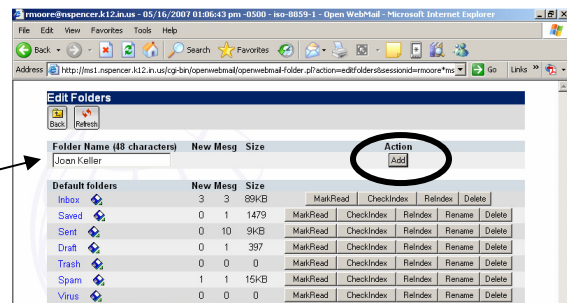 rmoore@nspencer.k12.in.us - 05/16/2007 01:06:43 pm -0500 - iso-8859-1 - Open WebMail - Microsoft Internet Explorer
File Edit View Favorites Tools Help
Back Search Favorites
Address http://ms1.nspencer.k12.in.us/cgi-bin/openwebmail/openwebmail-folder.pl?action=editfolders&sessionid=rmoore*ms Go Links »
Edit Folders
Back Refresh
Folder Name (48 characters) New Mesg Size Action
Joan Keller Add
Default folders New Mesg Size
Inbox 3 3 89KB MarkRead CheckIndex ReIndex Delete
Saved 0 1 1479 MarkRead CheckIndex ReIndex Rename Delete
Sent 0 10 9KB MarkRead CheckIndex ReIndex Rename Delete
Draft 0 1 397 MarkRead CheckIndex ReIndex Rename Delete
Trash 0 0 0 MarkRead CheckIndex ReIndex Rename Delete
Spam 1 1 15KB MarkRead CheckIndex ReIndex Rename Delete
Virus 0 0 0 MarkRead CheckIndex ReIndex Rename Delete